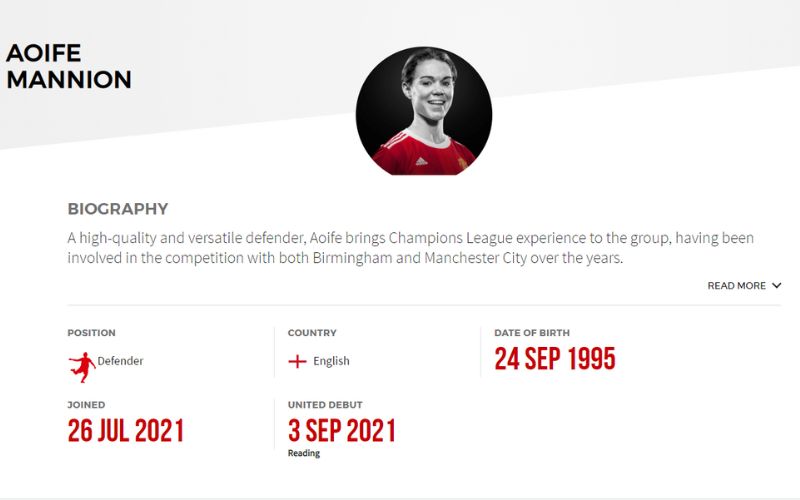 AOIFE
MANNION
BIOGRAPHY
A high-quality and versatile defender, Aoife brings Champions League experience to the group, having been
involved in the competition with both Birmingham and Manchester City over the years.
READ MORE
POSITION
Defender
COUNTRY
English
DATE OF BIRTH
24 SEP 1995
JOINED
26 JUL 2021
UNITED DEBUT
3 SEP 2021
Reading